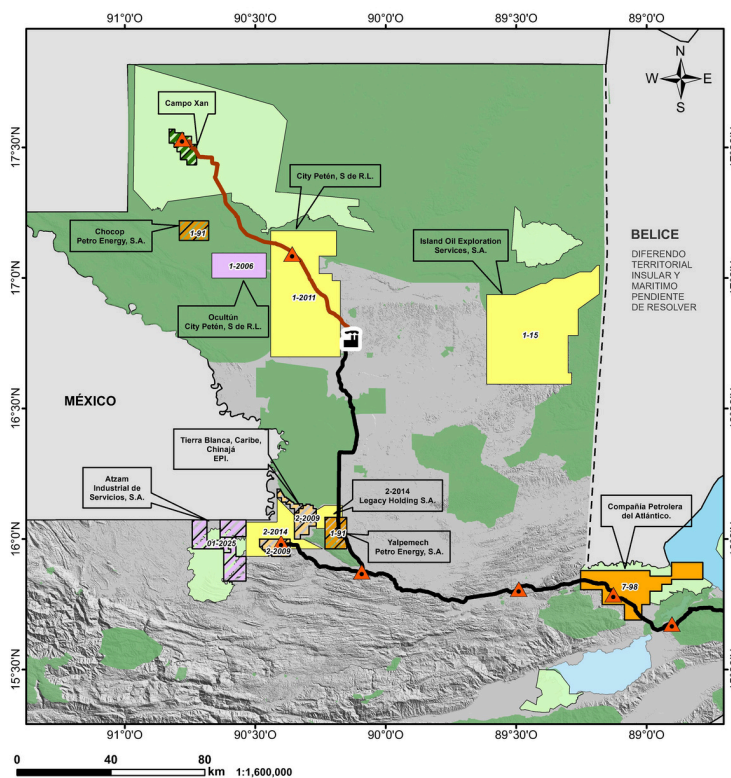 91°0'O
90°30'O
90°0'O
89°30'O
89°0'O
N
W
E
S
17°30'N
17°0'N
16°30'N
16°0'N
15°30'N
Campo Xan
City Petén, S de R.L.
Chocop
Petro Energy, S.A.
1-91
1-2006
Ocultún
City Petén, S de R.L.
1-2011
Island Oil Exploration
Services, S.A.
1-15
BELICE
DIFERENDO
TERRITORIAL
INSULAR Y
MARITIMO
PENDIENTE
DE RESOLVER
MÉXICO
Tierra Blanca, Caribe,
Chinajá
EPI.
Atzam
Industrial de
Servicios, S.A.
2-2014
Legacy Holding S.A.
Compañía Petrolera
del Atlántico.
2-2009
1-91
Yalpemech
Petro Energy, S.A.
01-2025
2-2014
2-2009
7-98
91°0'O
90°30'O
90°0'O
89°30'O
89°0'O
0
40
80
km
1:1,600,000